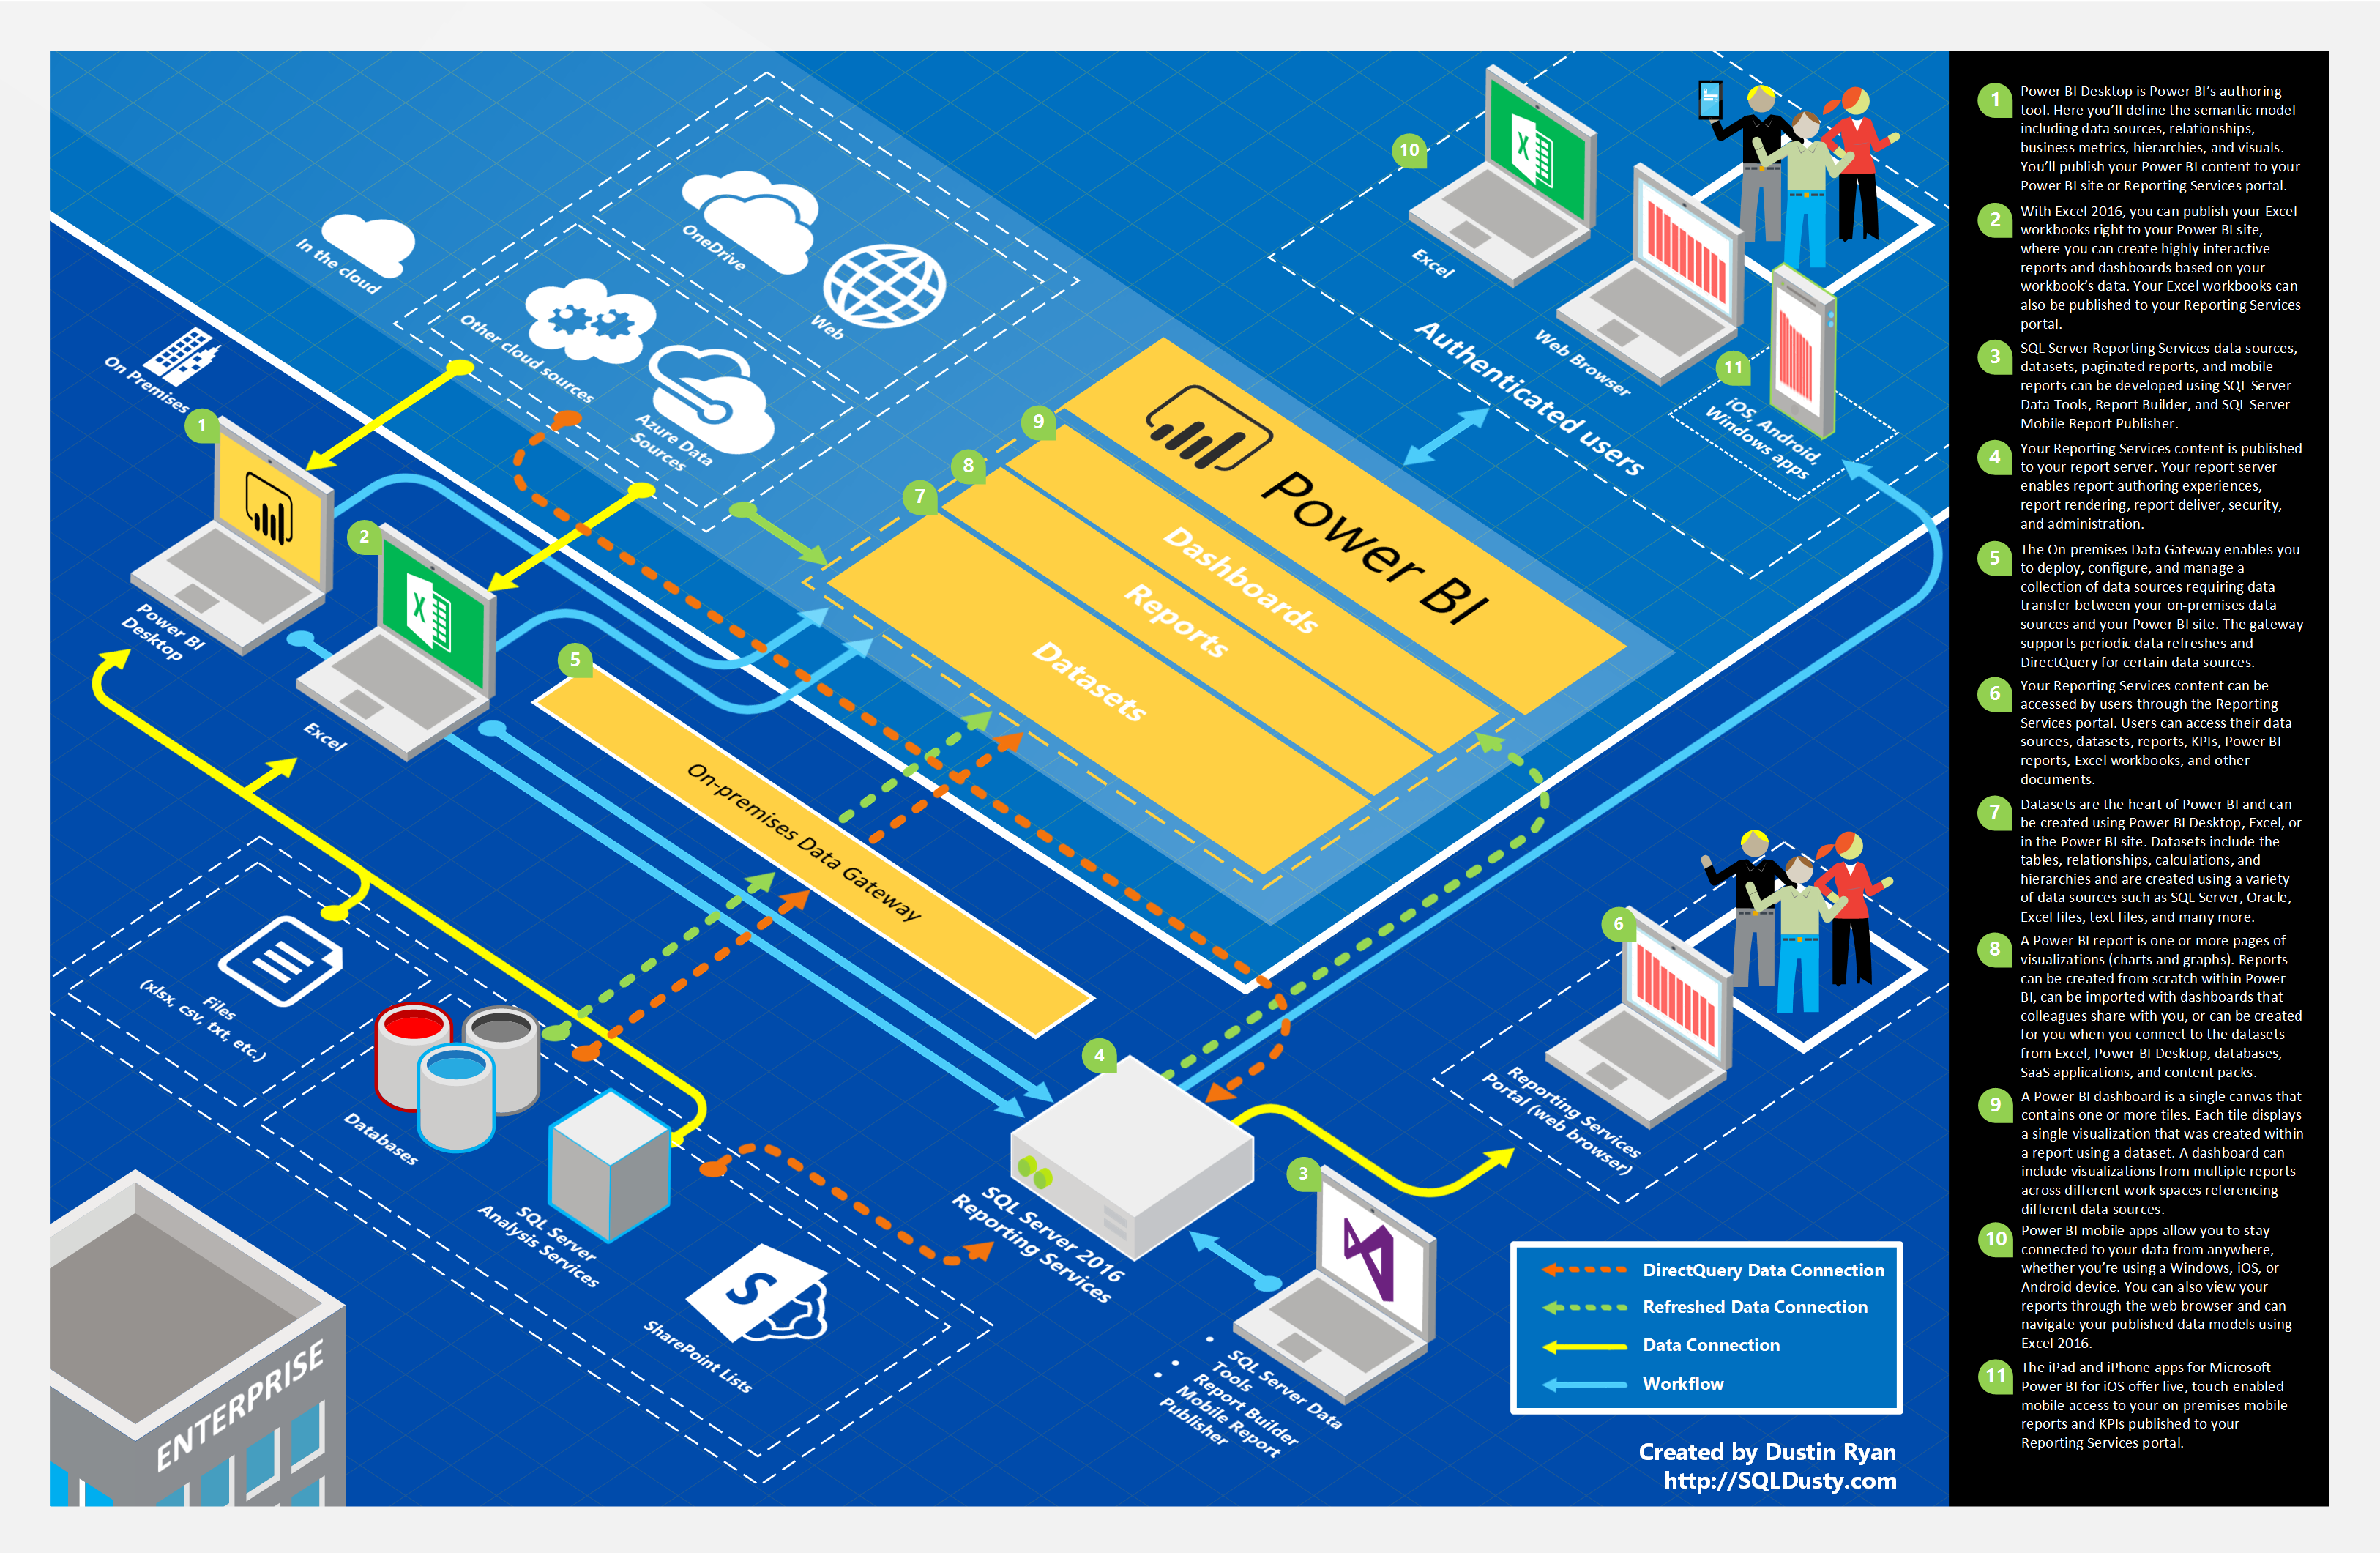 In the cloud
On Premises
OneDrive
Web
Other cloud sources
Azure Data
Sources
1
Power BI
Desktop
2
Excel
5
On-premises Data Gateway
9
8
7
Power BI
Dashboards
Reports
Datasets
10
Excel
Web Browser
11
iOS, Android,
Windows apps
Authenticated users
Files
(xlsx, csv, txt, etc.)
Databases
SQL Server
Analysis Services
SharePoint Lists
S
ENTERPRISE
4
SQL Server 2016
Reporting Services
3
• SQL Server Data
Tools
• Report Builder
• Mobile Report
Publisher
6
Reporting Services
Portal (web browser)
DirectQuery Data Connection
Refreshed Data Connection
Data Connection
Workflow
Created by Dustin Ryan
http://SQLDusty.com
1
Power BI Desktop is Power BI’s authoring
tool. Here you’ll define the semantic model
including data sources, relationships,
business metrics, hierarchies, and visuals.
You’ll publish your Power BI content to your
Power BI site or Reporting Services portal.
2
With Excel 2016, you can publish your Excel
workbooks right to your Power BI site,
where you can create highly interactive
reports and dashboards based on your
workbook’s data. Your Excel workbooks can
also be published to your Reporting Services
portal.
3
SQL Server Reporting Services data sources,
datasets, paginated reports, and mobile
reports can be developed using SQL Server
Data Tools, Report Builder, and SQL Server
Mobile Report Publisher.
4
Your Reporting Services content is published
to your report server. Your report server
enables report authoring experiences,
report rendering, report deliver, security,
and administration.
5
The On-premises Data Gateway enables you
to deploy, configure, and manage a
collection of data sources requiring data
transfer between your on-premises data
sources and your Power BI site. The gateway
supports periodic data refreshes and
DirectQuery for certain data sources.
6
Your Reporting Services content can be
accessed by users through the Reporting
Services portal. Users can access their data
sources, datasets, reports, KPIs, Power BI
reports, Excel workbooks, and other
documents.
7
Datasets are the heart of Power BI and can
be created using Power BI Desktop, Excel, or
in the Power BI site. Datasets include the
tables, relationships, calculations, and
hierarchies and are created using a variety
of data sources such as SQL Server, Oracle,
Excel files, text files, and many more.
8
A Power BI report is one or more pages of
visualizations (charts and graphs). Reports
can be created from scratch within Power
BI, can be imported with dashboards that
colleagues share with you, or can be created
for you when you connect to the datasets
from Excel, Power BI Desktop, databases,
SaaS applications, and content packs.
9
A Power BI dashboard is a single canvas that
contains one or more tiles. Each tile displays
a single visualization that was created within
a report using a dataset. A dashboard can
include visualizations from multiple reports
across different work spaces referencing
different data sources.
10
Power BI mobile apps allow you to stay
connected to your data from anywhere,
whether you’re using a Windows, iOS, or
Android device. You can also view your
reports through the web browser and can
navigate your published data models using
Excel 2016.
11
The iPad and iPhone apps for Microsoft
Power BI for iOS offer live, touch-enabled
mobile access to your on-premises mobile
reports and KPIs published to your
Reporting Services portal.